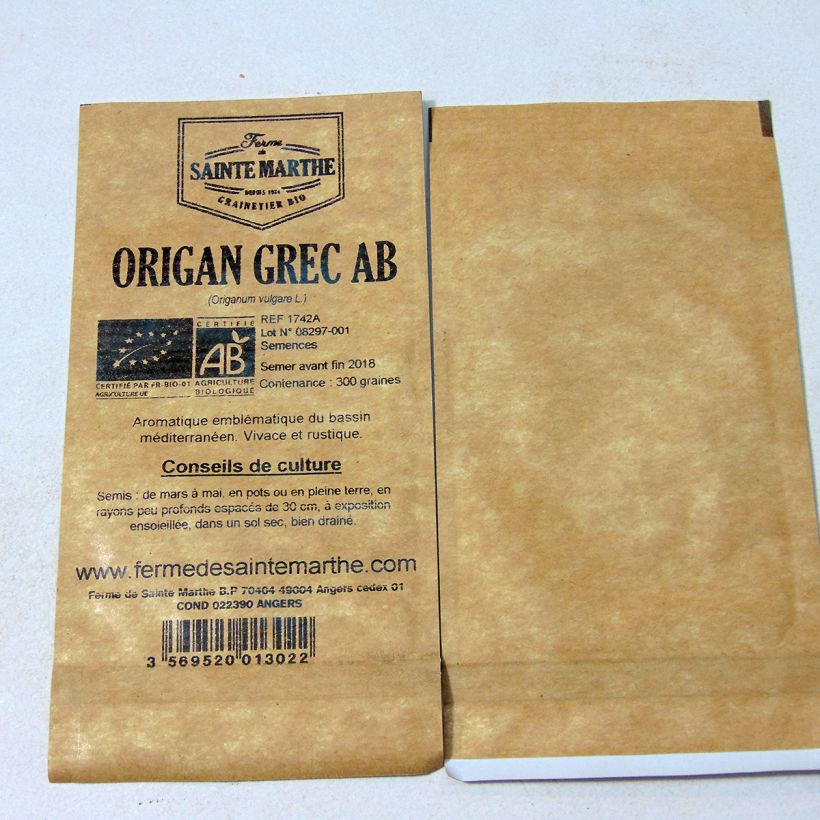 Ferme
de
SAINTE MARTHE
DEPUIS 1974
GRAINETIER BIO
ORIGAN GREC AB
(Origanum vulgare L.)
CERTIFIÉ
AB
AGRICULTURE
BIOLOGIQUE
CERTIFIÉ PAR FR-BIO-01
AGRICULTURE UE
REF 1742A
Lot N° 08297-001
Semences
Semer avant fin 2018
Contenance : 300 graines
Aromatique emblématique du bassin
méditerranéen. Vivace et rustique.
Conseils de culture
Semis : de mars à mai, en pots ou en pleine terre, en
rayons peu profonds espacés de 30 cm, à exposition
ensoleillée, dans un sol sec, bien drainé.
www.fermedesaintemarthe.com
Ferme de Sainte Marthe B.P 70404 49004 Angers cedex 01
COND 022390 ANGERS
3 569520 013022